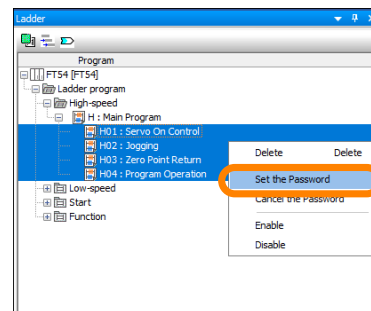 Ladder
Program
FT54 [FT54]
Ladder program
High-speed
H : Main Program
H01 : Servo On Control
H02 : Jogging
H03 : Zero Point Return
H04 : Program Operation
Low-speed
Start
Function
Delete Delete
Set the Password
Cancel the Password
Enable
Disable